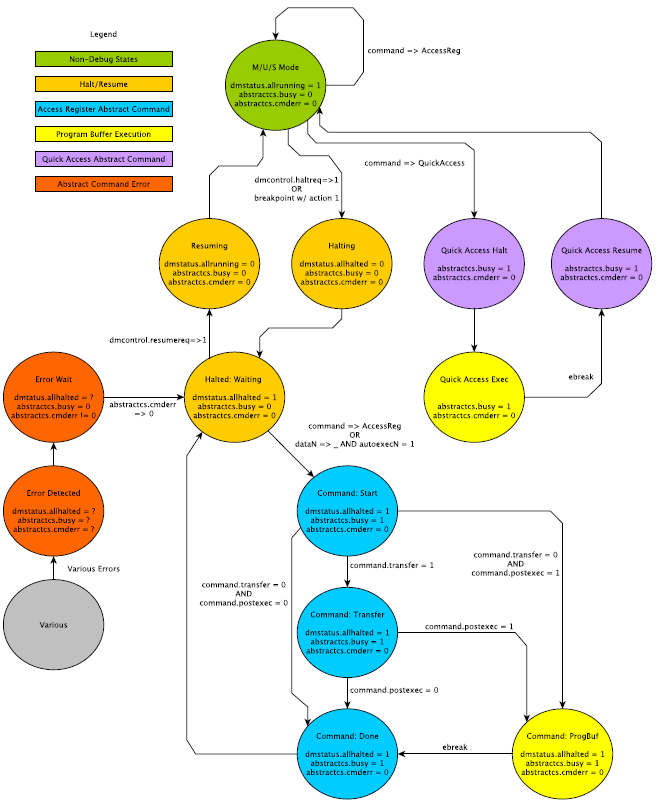 Legend
Non-Debug States
Halt/Resume
Access Register Abstract Command
Program Buffer Execution
Quick Access Abstract Command
Abstract Command Error
M/U/S Mode
dmstatus.allrunning = 1
abstractcs.busy = 0
abstractcs.cmderr = 0
command => AccessReg
dmcontrol.haltreq=>1
OR
breakpoint w/ action 1
command => QuickAccess
Resuming
dmstatus.allrunning = 0
abstractcs.busy = 0
abstractcs.cmderr = 0
Halting
dmstatus.allhalted = 0
abstractcs.busy = 0
abstractcs.cmderr = 0
Quick Access Halt
abstractcs.busy = 1
abstractcs.cmderr = 0
Quick Access Resume
abstractcs.busy = 1
abstractcs.cmderr = 0
dmcontrol.resumereq=>1
Error Wait
dmstatus.allhalted = ?
abstractcs.busy = 0
abstractcs.cmderr != 0
abstractcs.cmderr
=> 0
Halted: Waiting
dmstatus.allhalted = 1
abstractcs.busy = 0
abstractcs.cmderr = 0
Quick Access Exec
abstractcs.busy = 1
abstractcs.cmderr = 0
ebreak
command => AccessReg
OR
dataN => _ AND autoexecN = 1
Error Detected
dmstatus.allhalted = ?
abstractcs.busy = ?
abstractcs.cmderr = ?
Command: Start
dmstatus.allhalted = 1
abstractcs.busy = 1
abstractcs.cmderr = 0
Various Errors
command.transfer = 1
command.transfer = 0
AND
command.postexec = 1
command.transfer = 0
AND
command.postexec = 0
Various
Command: Transfer
dmstatus.allhalted = 1
abstractcs.busy = 1
abstractcs.cmderr = 0
command.postexec = 1
command.postexec = 0
Command: Done
dmstatus.allhalted = 1
abstractcs.busy = 1
abstractcs.cmderr = 0
ebreak
Command: ProgBuf
dmstatus.allhalted = 1
abstractcs.busy = 1
abstractcs.cmderr = 0